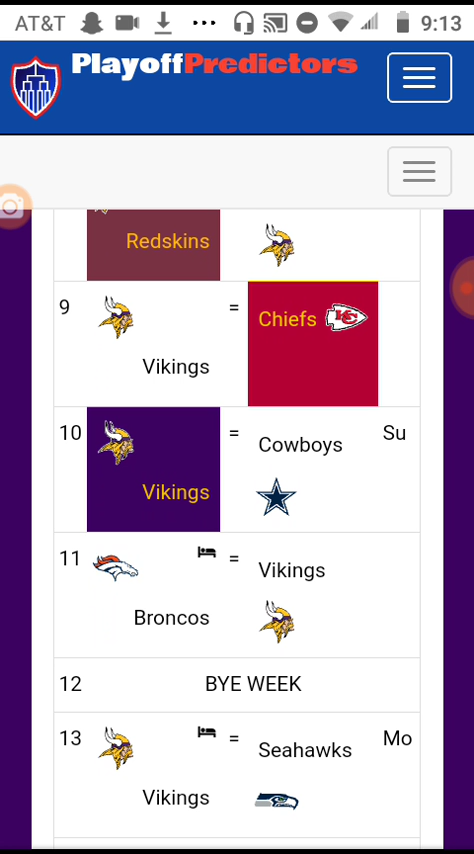 AT&T 9:13
PlayoffPredictors
Redskins
9 = Chiefs KC
Vikings
10 = Cowboys Su
Vikings
11 = Vikings
Broncos
12 BYE WEEK
13 = Seahawks Mo
Vikings